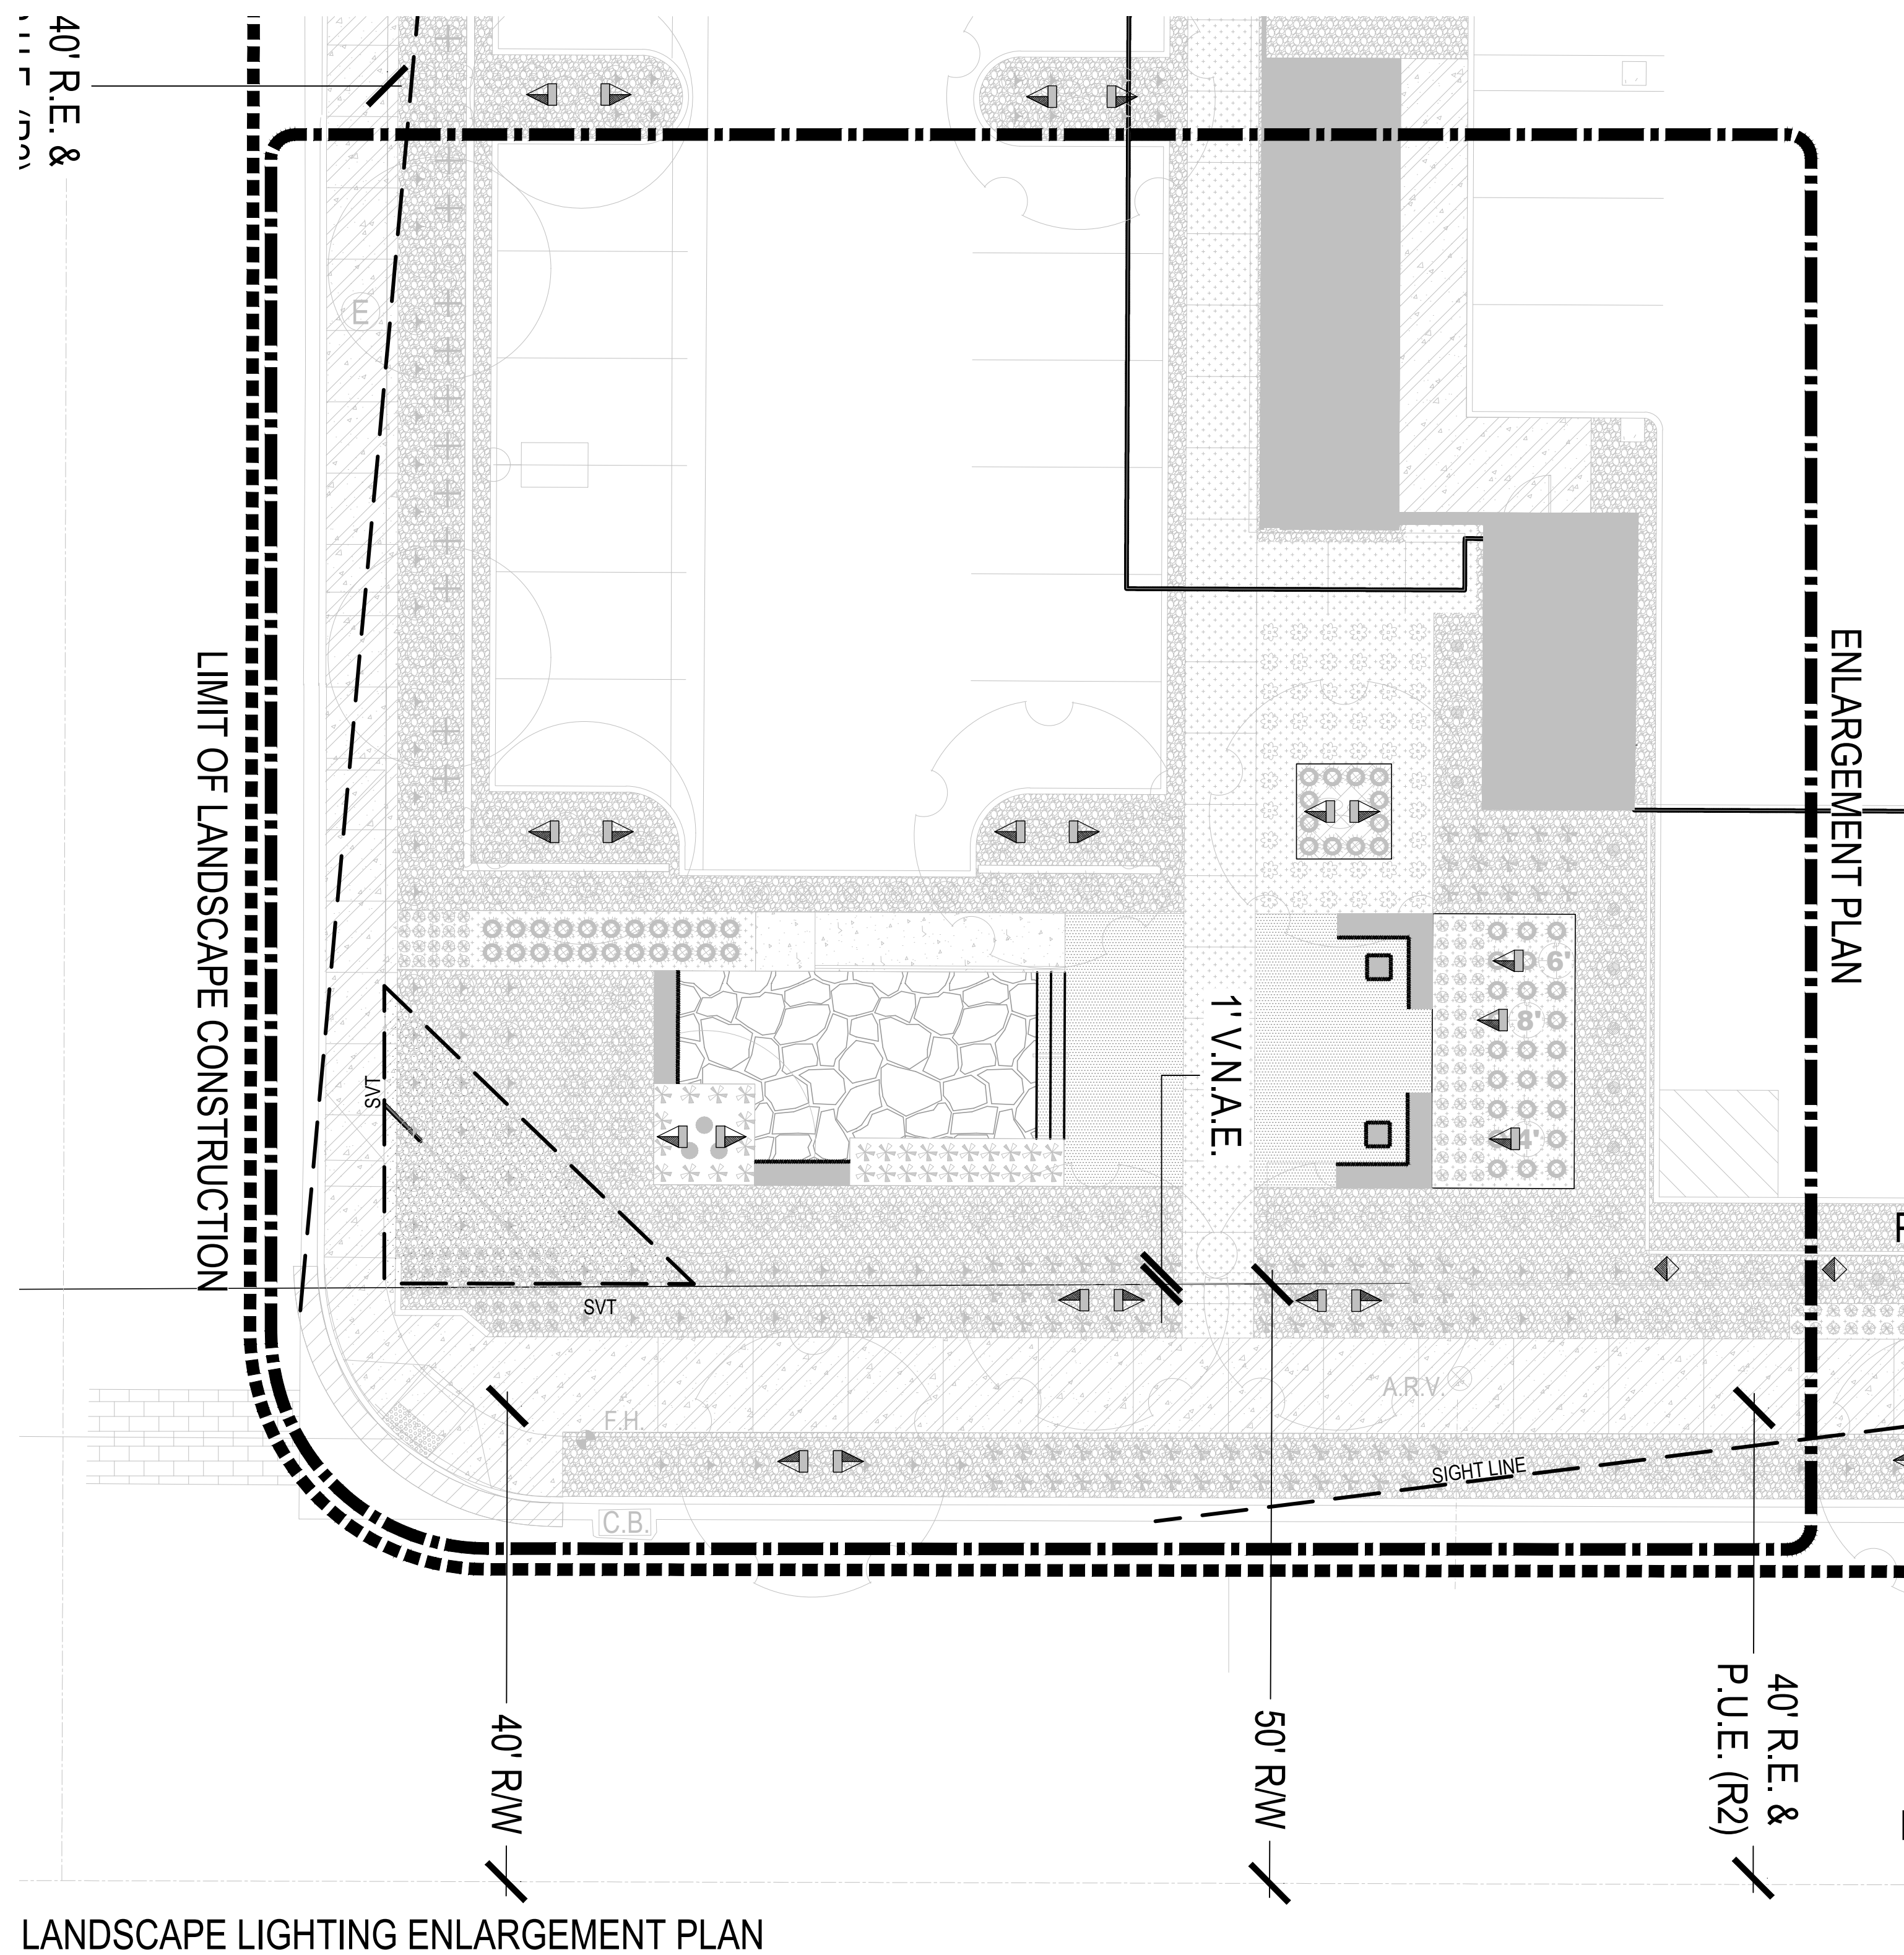 40' R.E. &
E
LIMIT OF LANDSCAPE CONSTRUCTION
ENLARGEMENT PLAN
6'
8'
4'
1' V.N.A.E.
SVT
SVT
A.R.V.
F.H.
C.B.
SIGHT LINE
40' R/W
50' R/W
40' R.E. &
P.U.E. (R2)
LANDSCAPE LIGHTING ENLARGEMENT PLAN